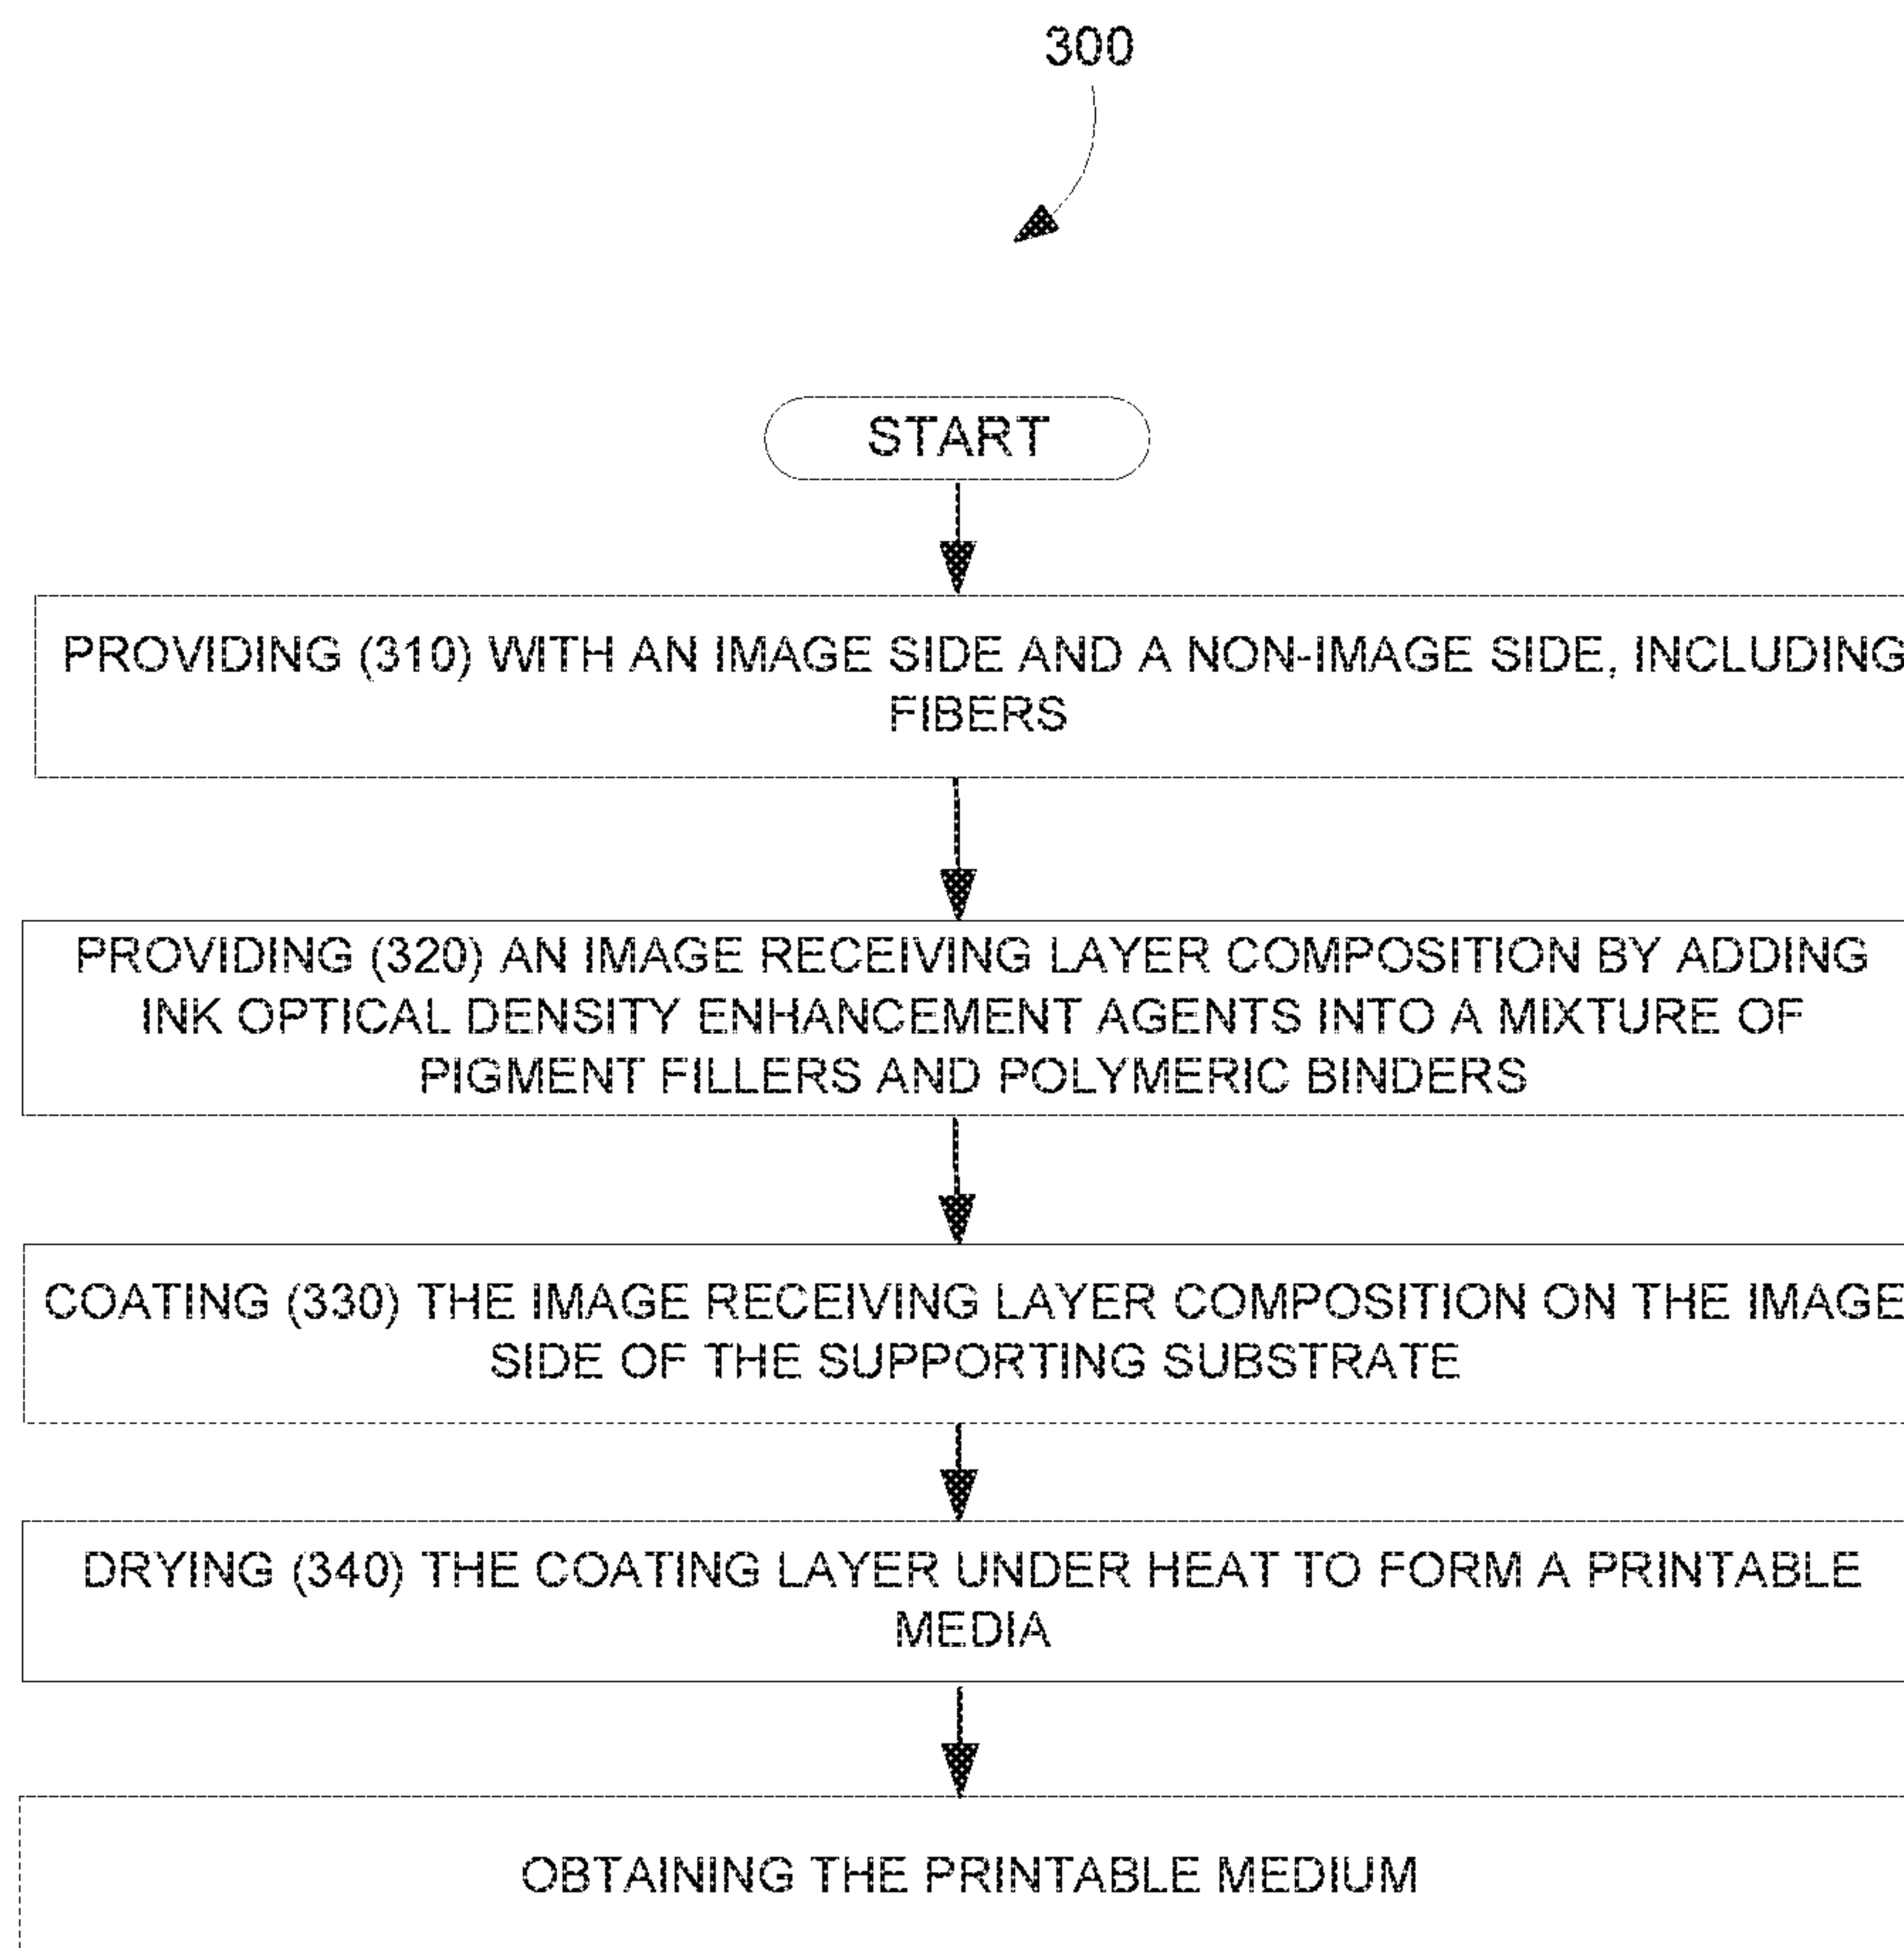 300
START
PROVIDING (310) WITH AN IMAGE SIDE AND A NON-IMAGE SIDE, INCLUDING
FIBERS
PROVIDING (320) AN IMAGE RECEIVING LAYER COMPOSITION BY ADDING
INK OPTICAL DENSITY ENHANCEMENT AGENTS INTO A MIXTURE OF
PIGMENT FILLERS AND POLYMERIC BINDERS
COATING (330) THE IMAGE RECEIVING LAYER COMPOSITION ON THE IMAGE
SIDE OF THE SUPPORTING SUBSTRATE
DRYING (340) THE COATING LAYER UNDER HEAT TO FORM A PRINTABLE
MEDIA
OBTAINING THE PRINTABLE MEDIUM